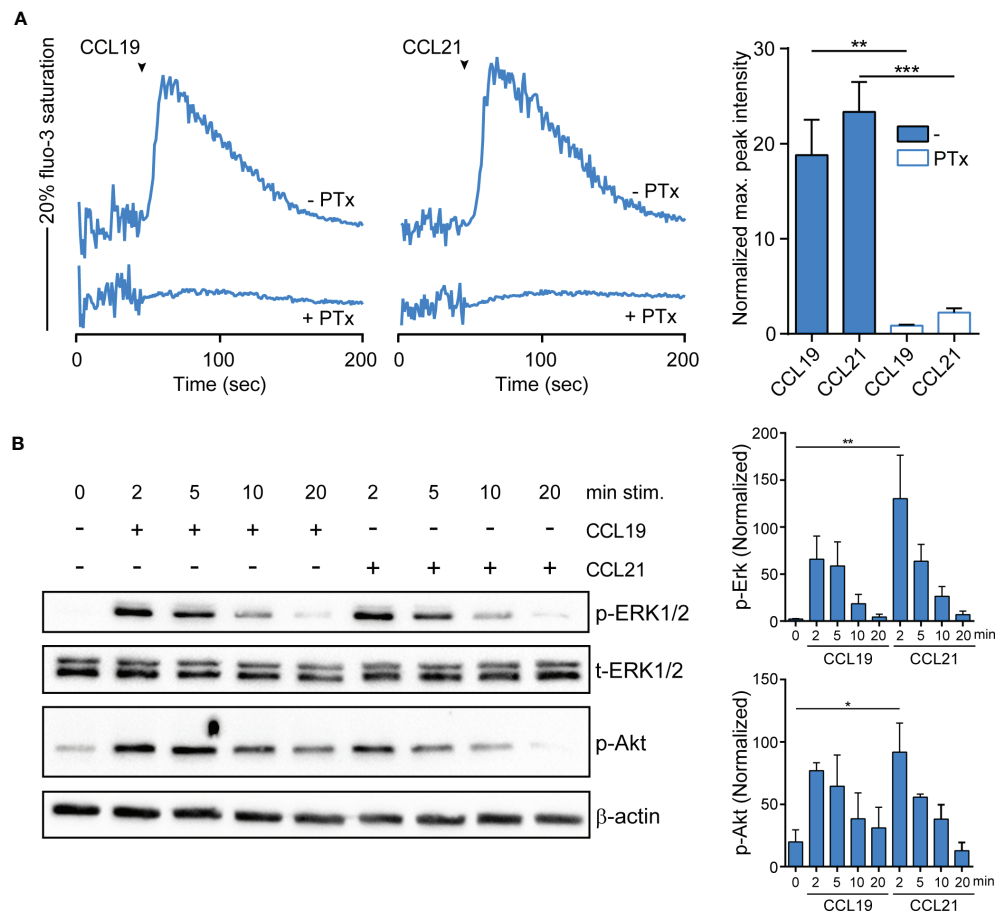 A
CCL19
CCL21
20% fluo-3 saturation
- PTx
- PTx
+ PTx
+ PTx
0 100 200
Time (sec)
0 100 200
Time (sec)
Normalized max. peak intensity
30
20
10
0
** 
***
-
PTx
CCL19 CCL21 CCL19 CCL21
B
0 2 5 10 20 2 5 10 20 min stim.
- + + + + - - - - CCL19
- - - - - + + + + CCL21
p-ERK1/2
t-ERK1/2
p-Akt
β-actin
p-Erk (Normalized)
200
150
100
50
0
**
0 2 5 10 20 2 5 10 20 min
CCL19 CCL21
p-Akt (Normalized)
150
100
50
0
*
0 2 5 10 20 2 5 10 20 min
CCL19 CCL21